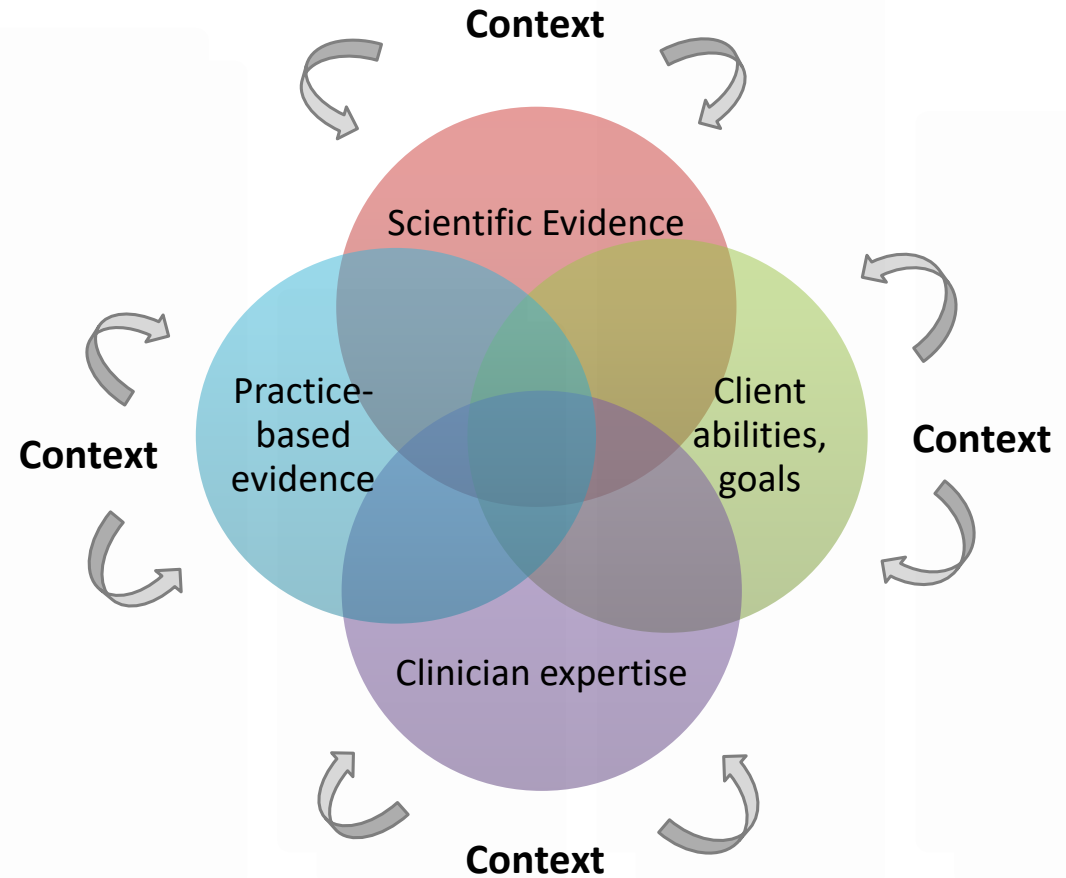 Context
Scientific Evidence
Practice-
based
evidence
Client
abilities,
goals
Context
Context
Clinician expertise
Context